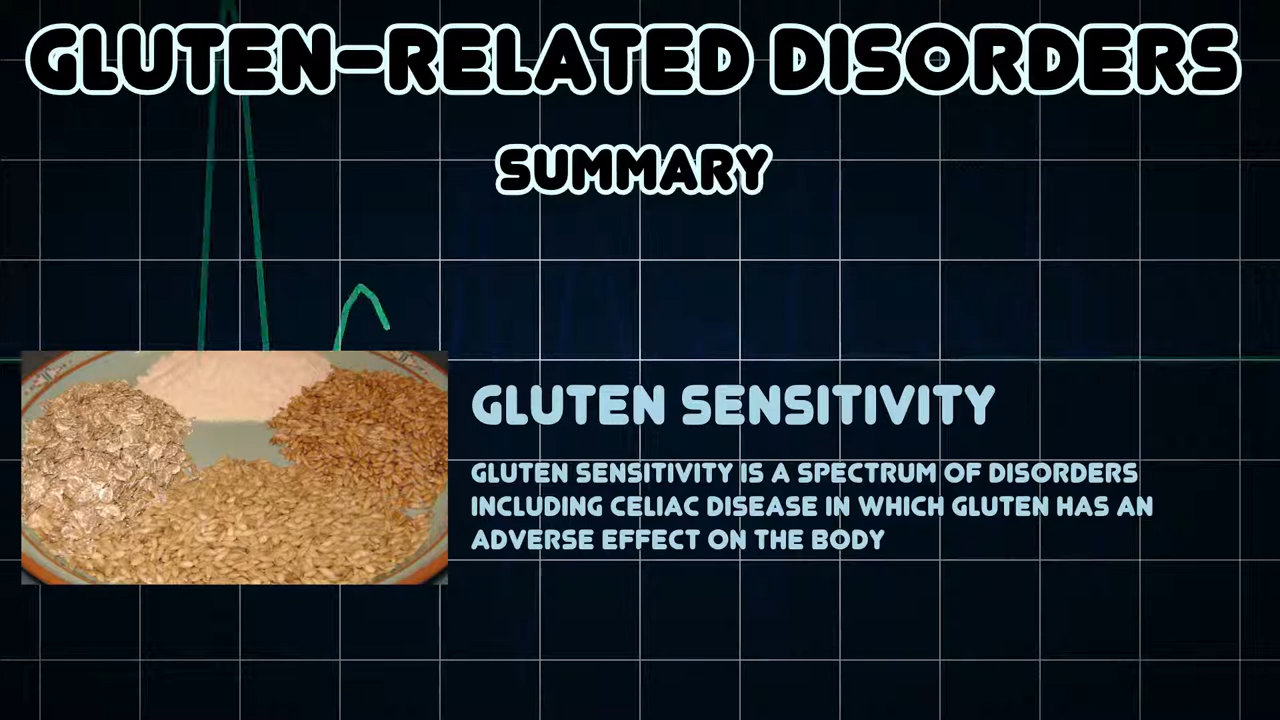 GLUTEN-RELATED DISORDERS
SUMMARY
GLUTEN SENSITIVITY
GLUTEN SENSITIVITY IS A SPECTRUM OF DISORDERS
INCLUDING CELIAC DISEASE IN WHICH GLUTEN HAS AN
ADVERSE EFFECT ON THE BODY